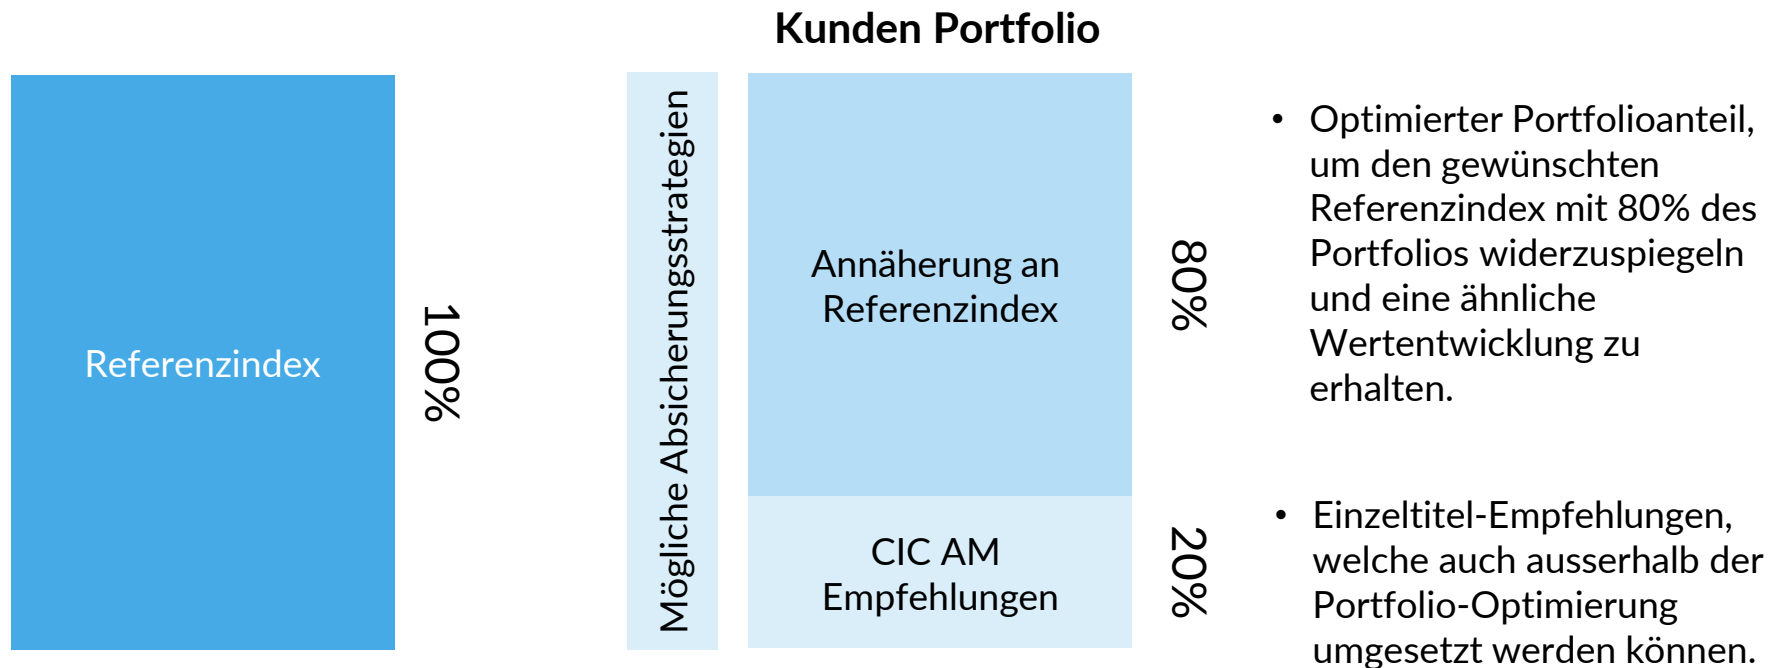 Kunden Portfolio
Referenzindex
100%
Mögliche Absicherungsstrategien
Annäherung an
Referenzindex
80%
• Optimierter Portfolioanteil,
um den gewünschten
Referenzindex mit 80% des
Portfolios widerzuspiegeln
und eine ähnliche
Wertentwicklung zu
erhalten.
CIC AM
Empfehlungen
20%
• Einzeltitel-Empfehlungen,
welche auch ausserhalb der
Portfolio-Optimierung
umgesetzt werden können.